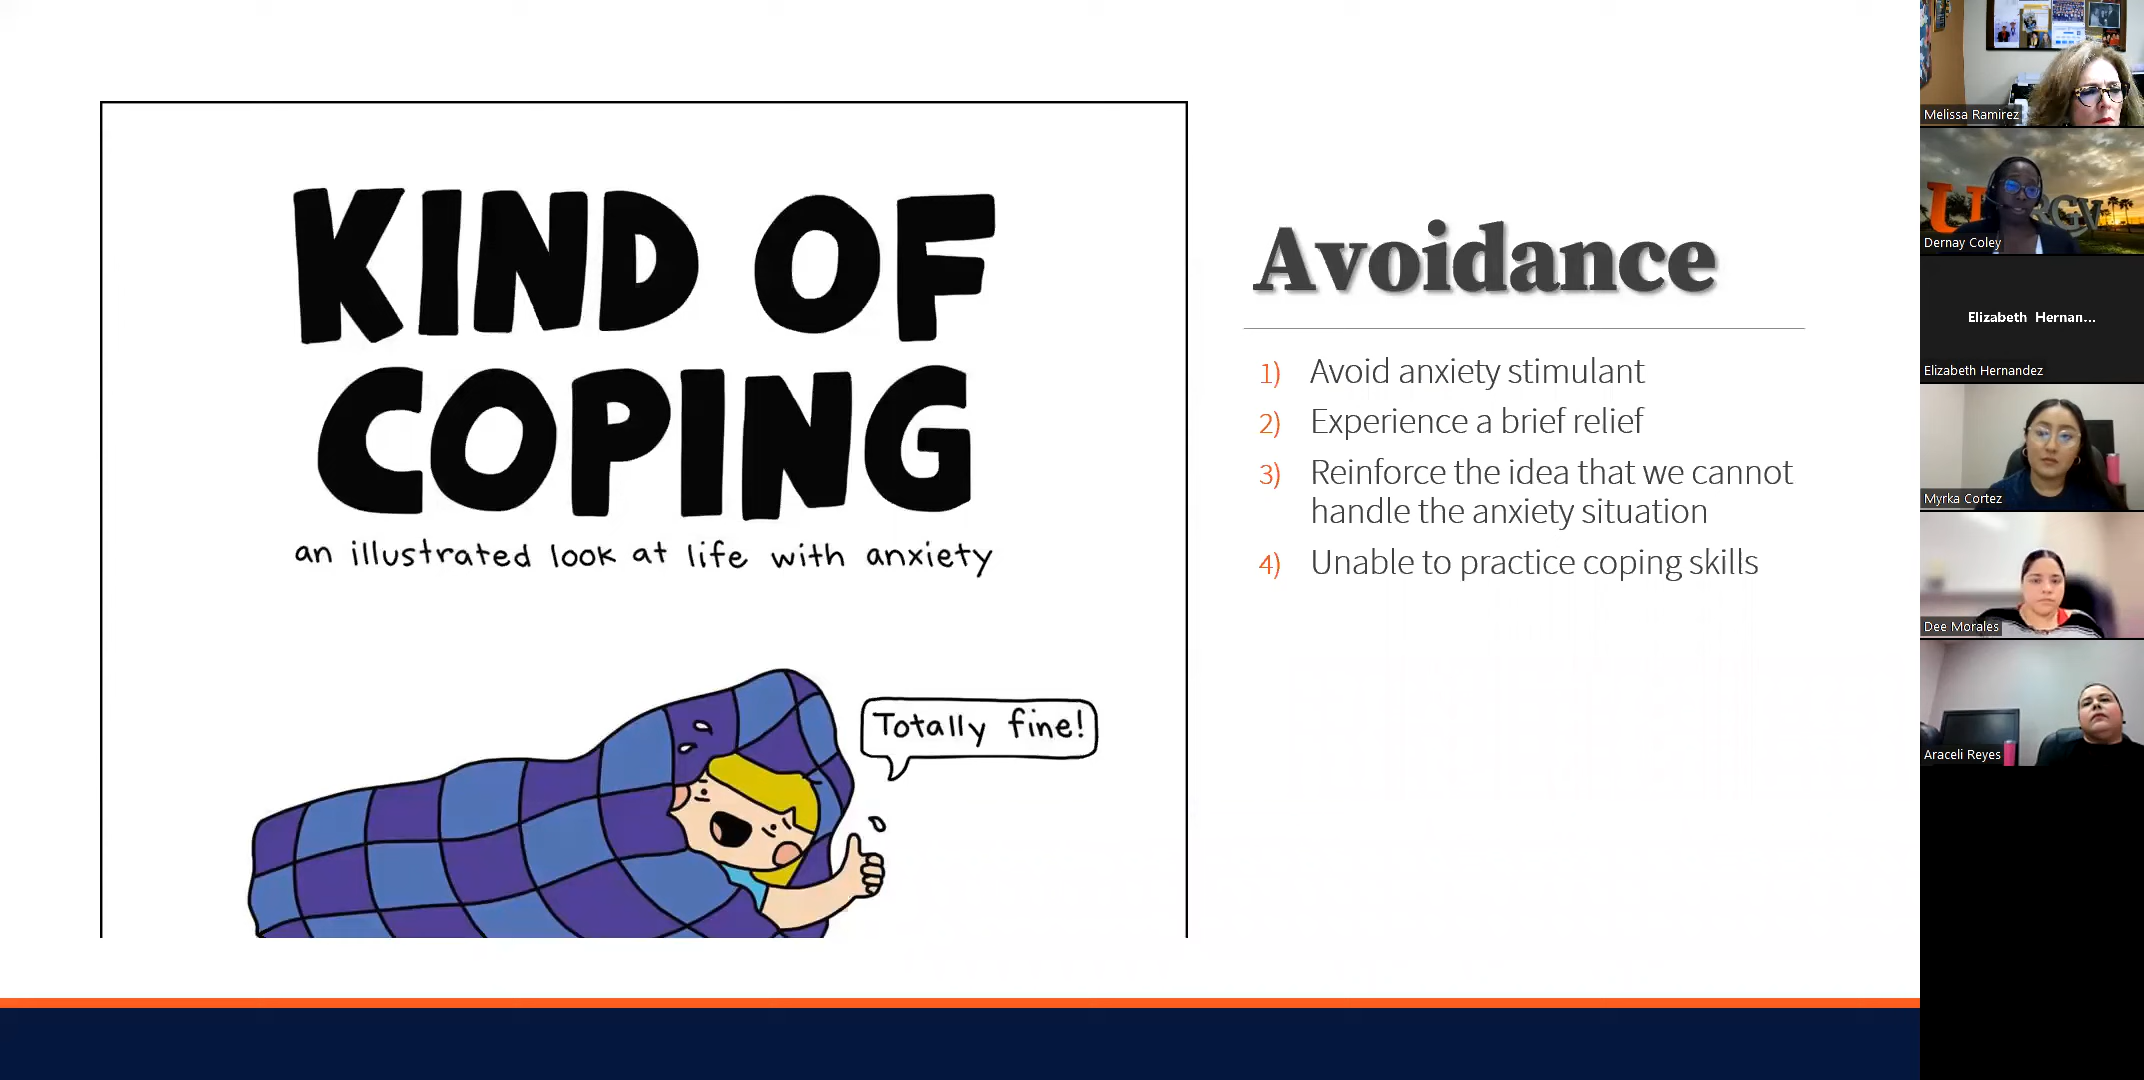 KIND OF
COPING
an illustrated look at life with anxiety
Totally fine!
Avoidance
1) Avoid anxiety stimulant
2) Experience a brief relief
3) Reinforce the idea that we cannot
handle the anxiety situation
4) Unable to practice coping skills
Melissa Ramirez
Dernay Coley
Elizabeth Hernan...
Elizabeth Hernandez
Myrka Cortez
Dee Morales
Araceli Reyes